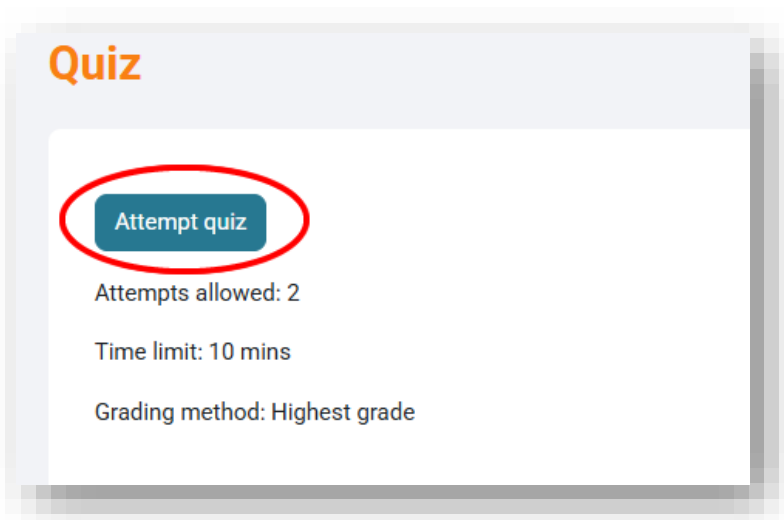 Quiz
Attempt quiz
Attempts allowed: 2
Time limit: 10 mins
Grading method: Highest grade